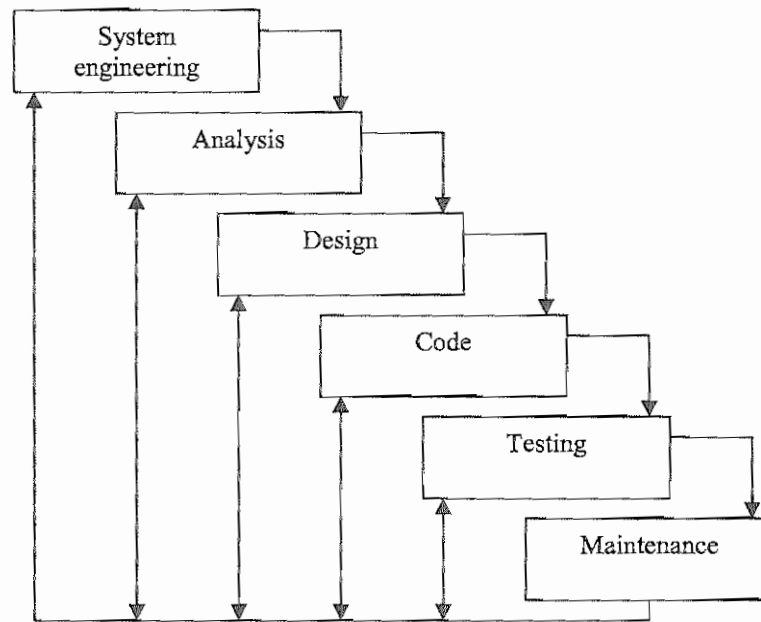 System
engineering
Analysis
Design
Code
Testing
Maintenance